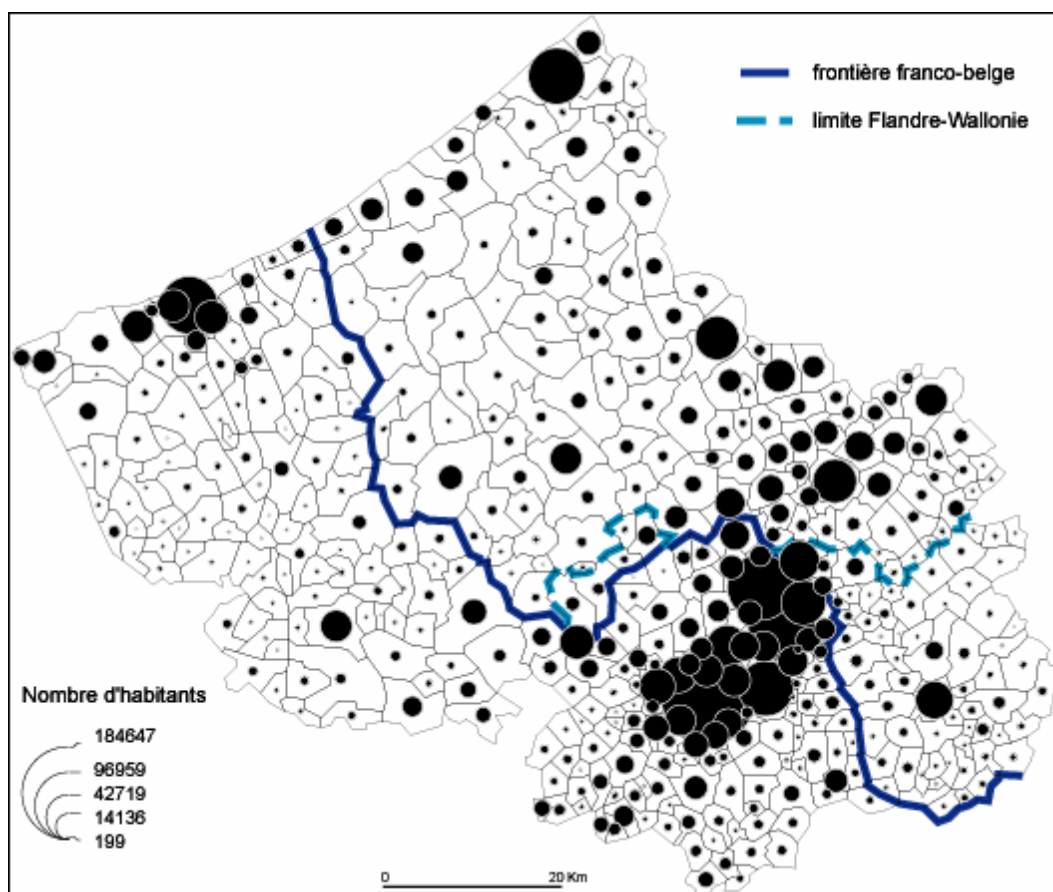 frontière franco-belge
limite Flandre-Wallonie
Nombre d'habitants
184647
96959
42719
14136
199
0 20 Km